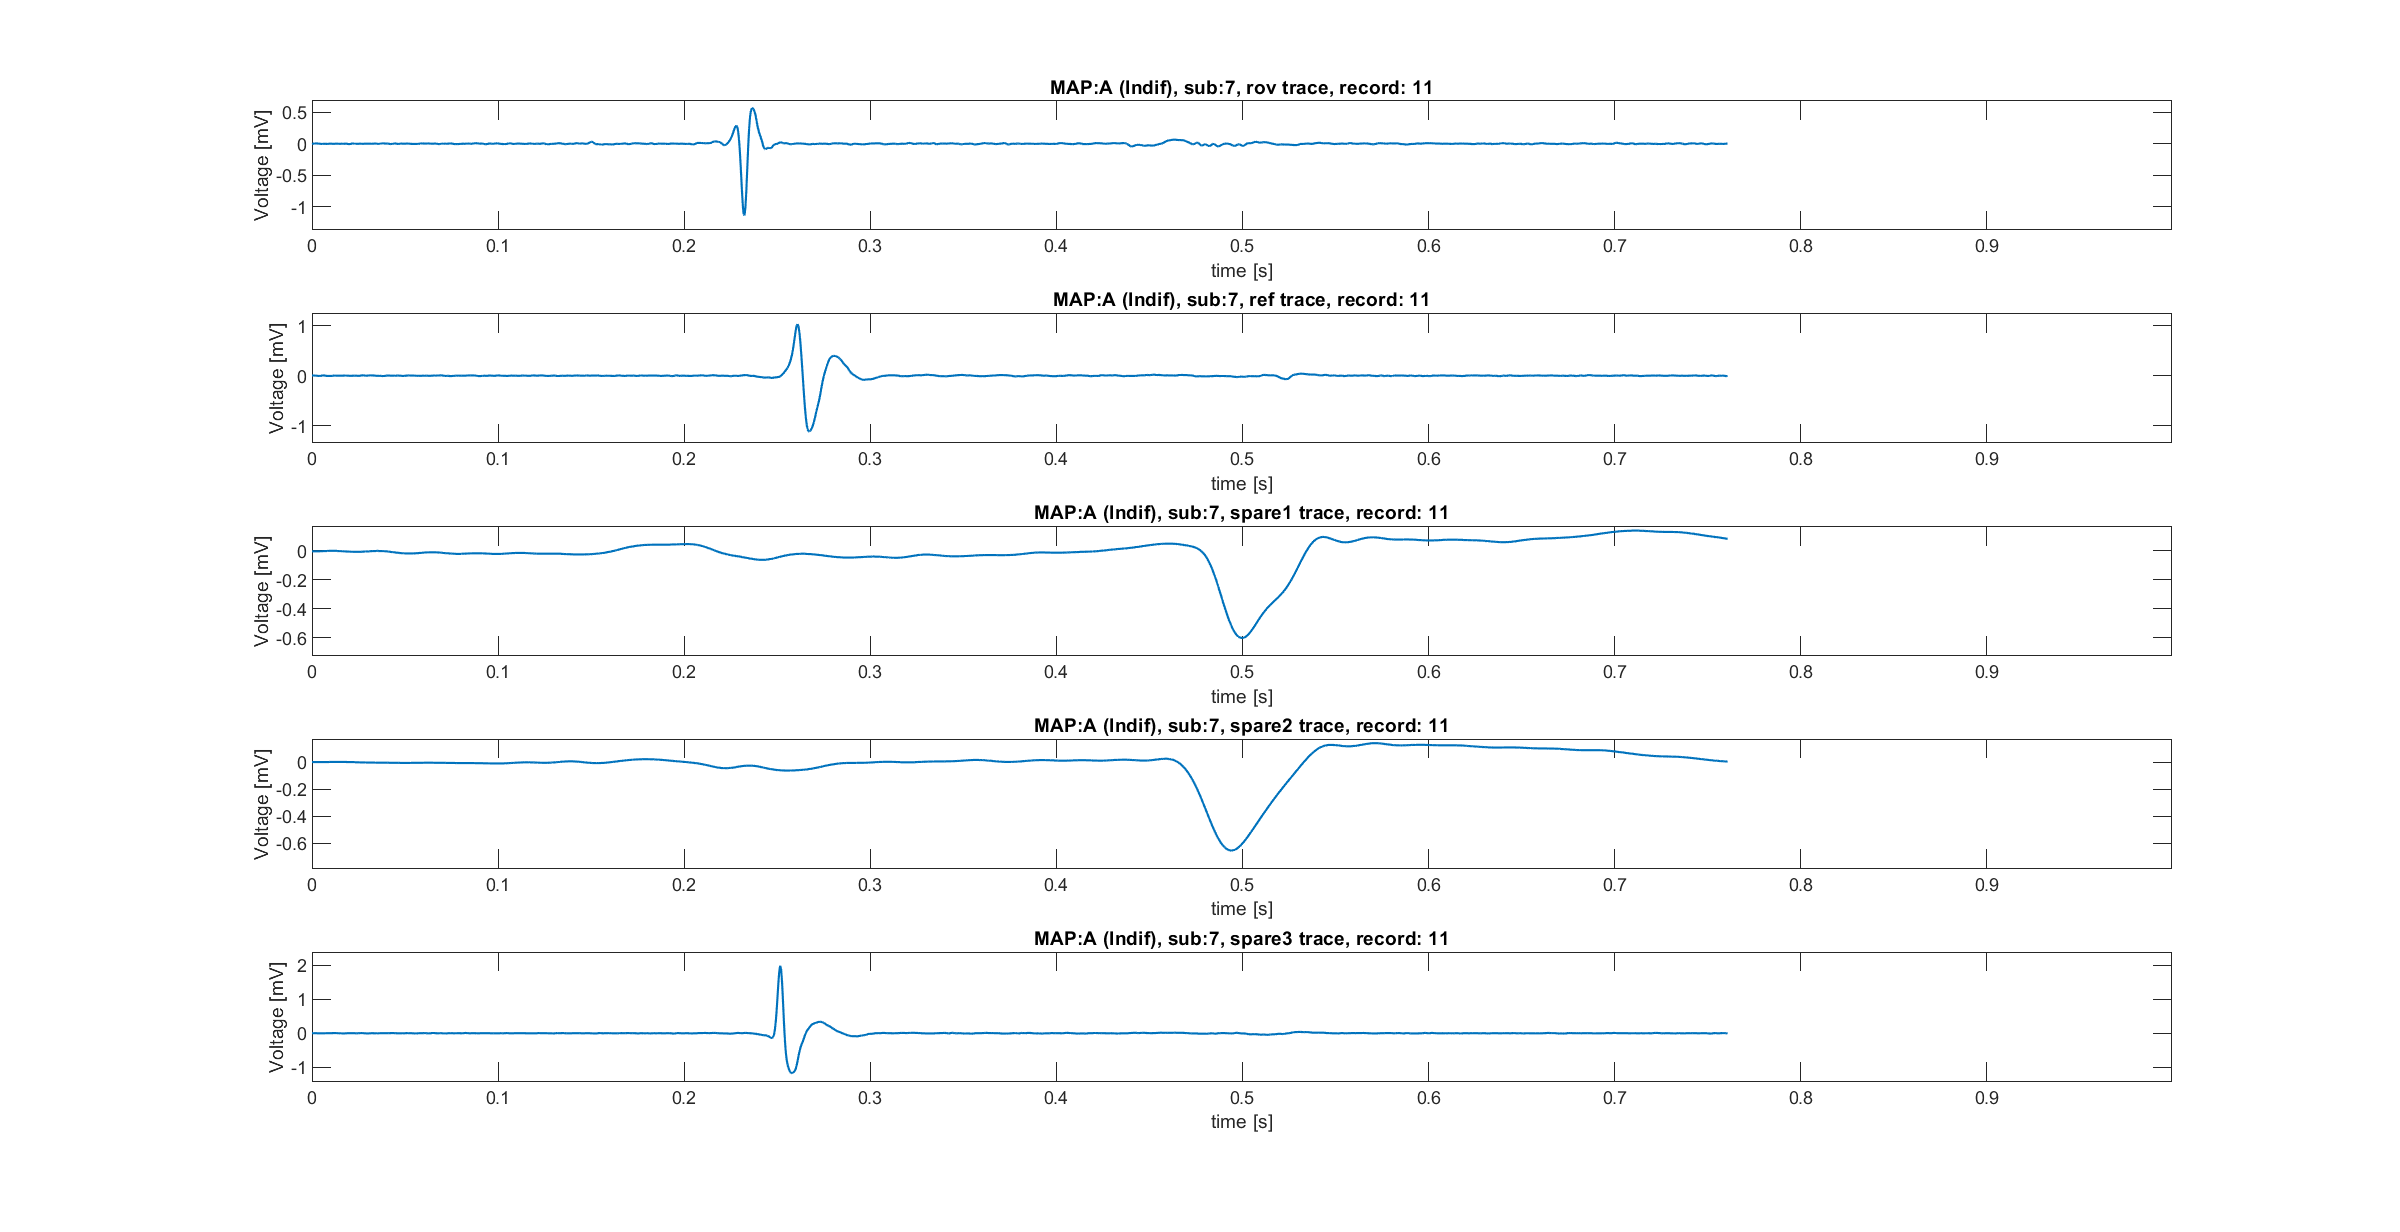 MAP:A (Indif), sub:7, rov trace, record: 11
Voltage [mV]
0.5
0
-0.5
-1
0 0.1 0.2 0.3 0.4 0.5 0.6 0.7 0.8 0.9
time [s]
MAP:A (Indif), sub:7, ref trace, record: 11
Voltage [mV]
1
0
-1
0 0.1 0.2 0.3 0.4 0.5 0.6 0.7 0.8 0.9
time [s]
MAP:A (Indif), sub:7, spare1 trace, record: 11
Voltage [mV]
0
-0.2
-0.4
-0.6
0 0.1 0.2 0.3 0.4 0.5 0.6 0.7 0.8 0.9
time [s]
MAP:A (Indif), sub:7, spare2 trace, record: 11
Voltage [mV]
0
-0.2
-0.4
-0.6
0 0.1 0.2 0.3 0.4 0.5 0.6 0.7 0.8 0.9
time [s]
MAP:A (Indif), sub:7, spare3 trace, record: 11
Voltage [mV]
2
1
0
-1
0 0.1 0.2 0.3 0.4 0.5 0.6 0.7 0.8 0.9
time [s]